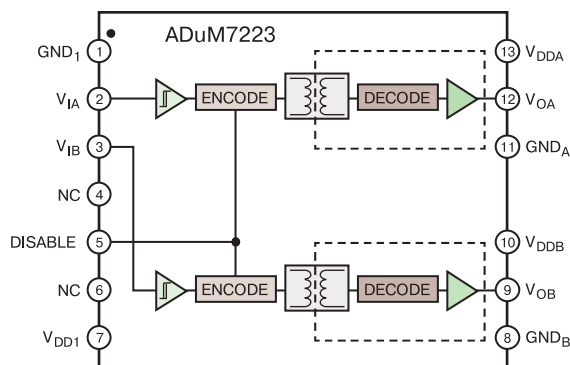 ADuM7223
GND1 1
13 VDDA
VIA 2
ENCODE
DECODE
12 VOA
VIB 3
11 GNDA
NC 4
DISABLE 5
10 VDDB
NC 6
ENCODE
DECODE
9 VOB
VDD1 7
8 GNDB